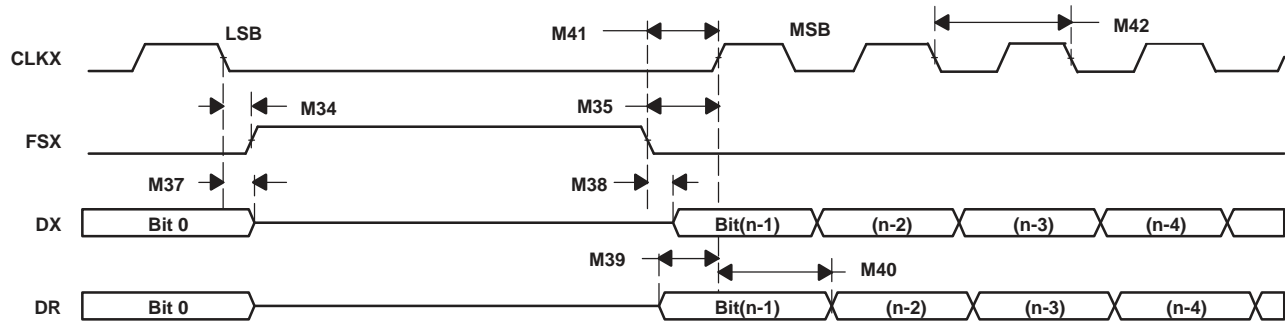 LSB M41 MSB M42
CLKX
M34 M35
FSX
M37 M38
DX Bit 0 Bit(n-1) (n-2) (n-3) (n-4)
M39 M40
DR Bit 0 Bit(n-1) (n-2) (n-3) (n-4)